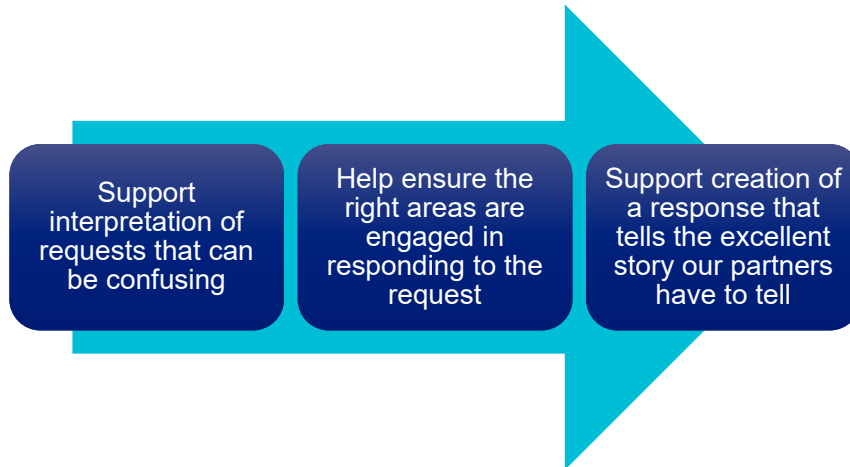 Support
interpretation of
requests that can
be confusing
Help ensure the
right areas are
engaged in
responding to the
request
Support creation of
a response that
tells the excellent
story our partners
have to tell